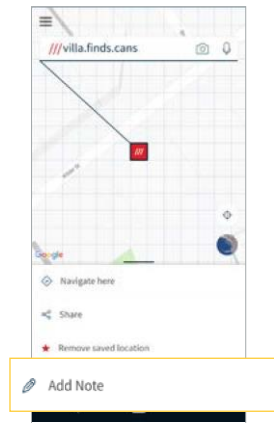 ///villa.finds.cans
Google
Navigate here
Share
Remove saved location
Add Note